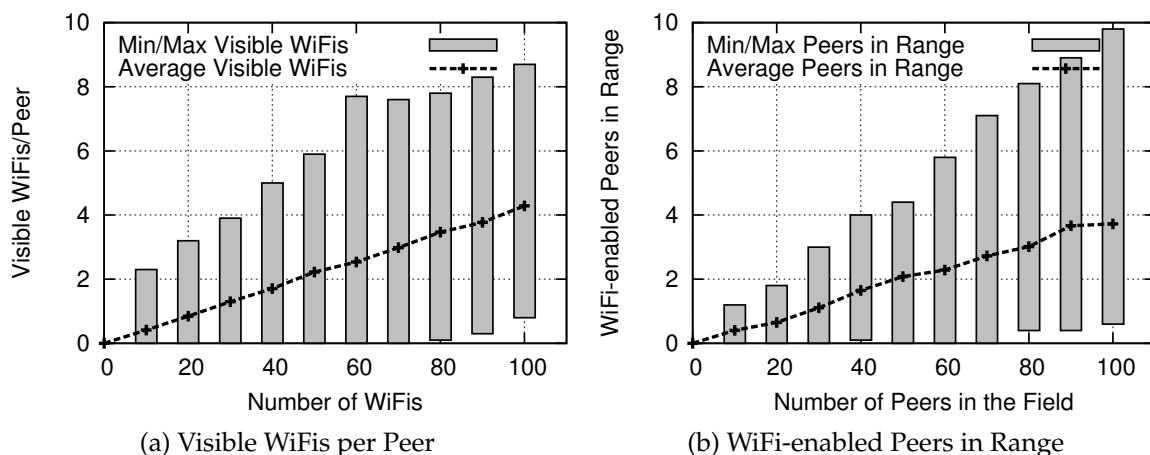 Visible WiFis/Peer
10
8
6
4
2
0
Min/Max Visible WiFis
Average Visible WiFis
0 20 40 60 80 100
Number of WiFis
(a) Visible WiFis per Peer
WiFi-enabled Peers in Range
10
8
6
4
2
0
Min/Max Peers in Range
Average Peers in Range
0 20 40 60 80 100
Number of Peers in the Field
(b) WiFi-enabled Peers in Range